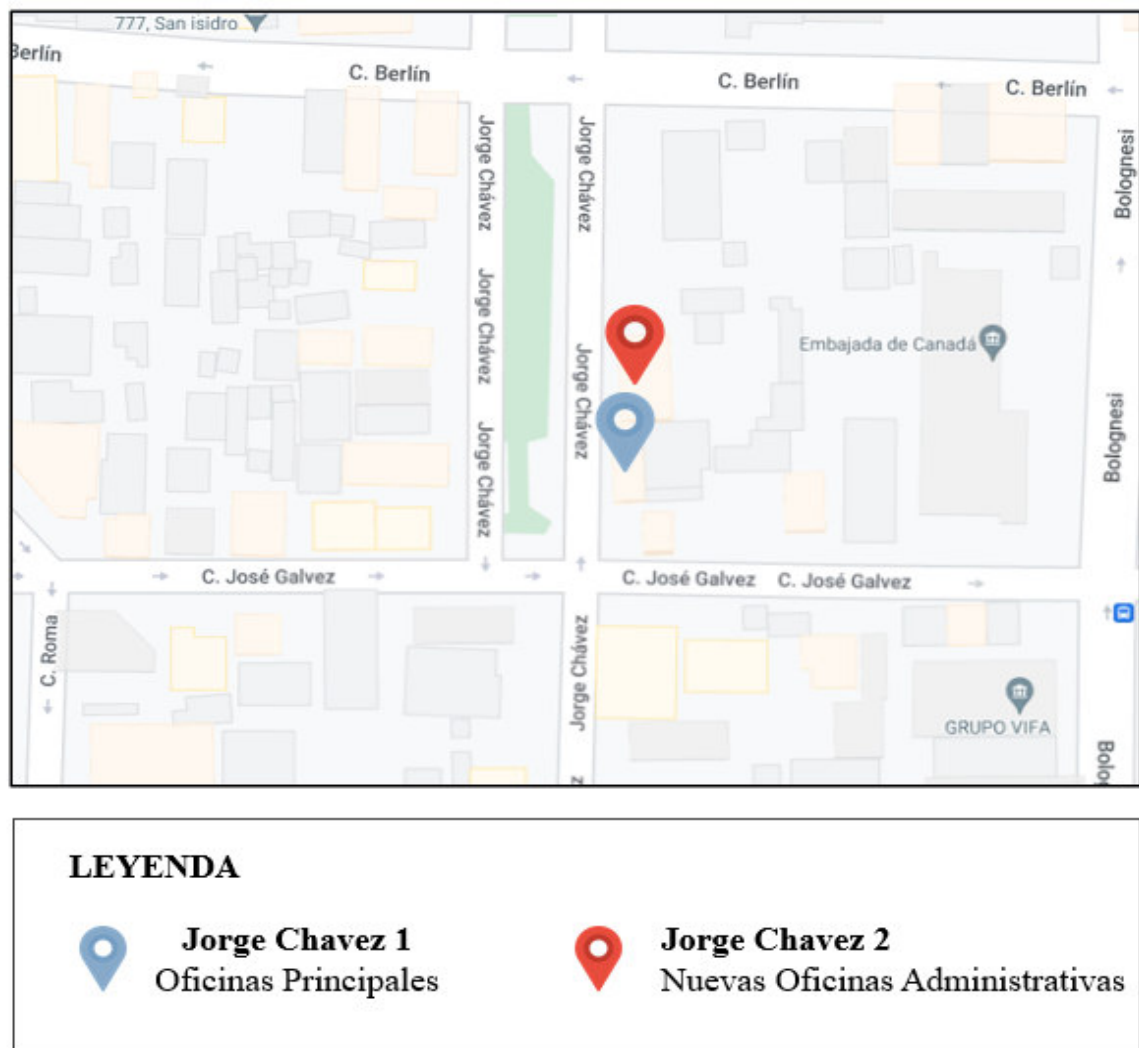 777, San isidro
Berlín
C. Berlín
C. Berlín
C. Berlín
Jorge Chávez
Jorge Chávez
Bolognesi
Jorge Chávez
Embajada de Canadá
Jorge Chávez
Jorge Chávez
Bolognesi
C. José Galvez
C. José Galvez
C. José Galvez
C. Roma
Jorge Chávez
GRUPO VIFA
Bolog
LEYENDA
Jorge Chavez 1
Oficinas Principales
Jorge Chavez 2
Nuevas Oficinas Administrativas